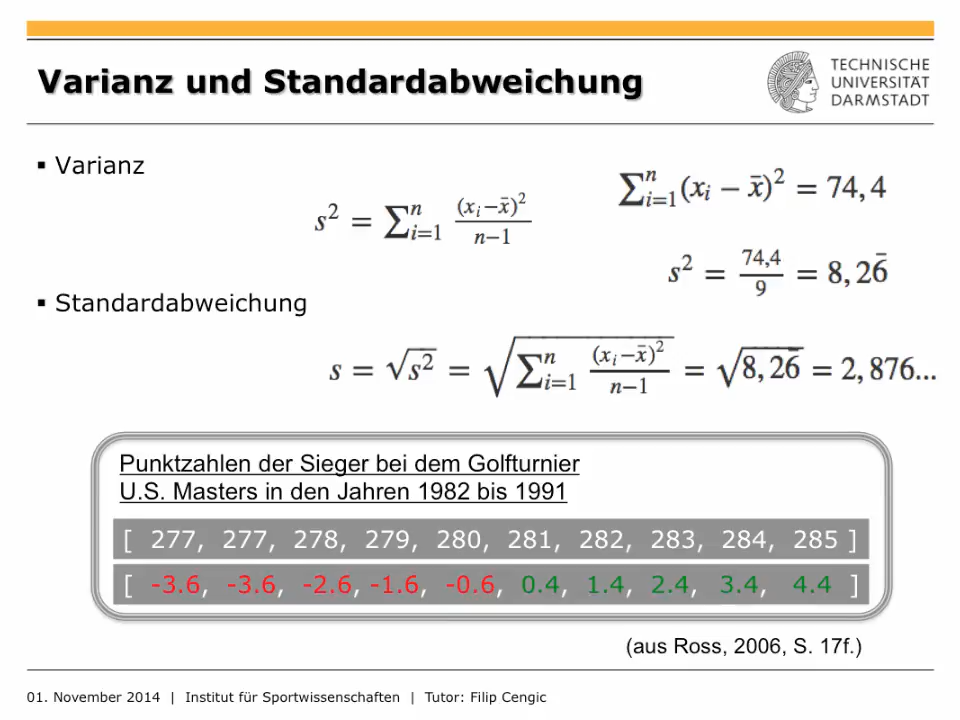 Varianz und Standardabweichung
TECHNISCHE
UNIVERSITÄT
DARMSTADT
▪ Varianz
s² = ∑ⁿᵢ₌₁ (xᵢ−x̄)²/(n−1)
∑ⁿᵢ₌₁(xᵢ − x̄)² = 74,4
s² = 74,4/9 = 8,26̄
▪ Standardabweichung
s = √s² = √(∑ⁿᵢ₌₁ (xᵢ−x̄)²/(n−1)) = √8,26̄ = 2,876...
Punktzahlen der Sieger bei dem Golfturnier
U.S. Masters in den Jahren 1982 bis 1991
[ 277, 277, 278, 279, 280, 281, 282, 283, 284, 285 ]
[ -3.6, -3.6, -2.6, -1.6, -0.6, 0.4, 1.4, 2.4, 3.4, 4.4 ]
(aus Ross, 2006, S. 17f.)
01. November 2014 | Institut für Sportwissenschaften | Tutor: Filip Cengic